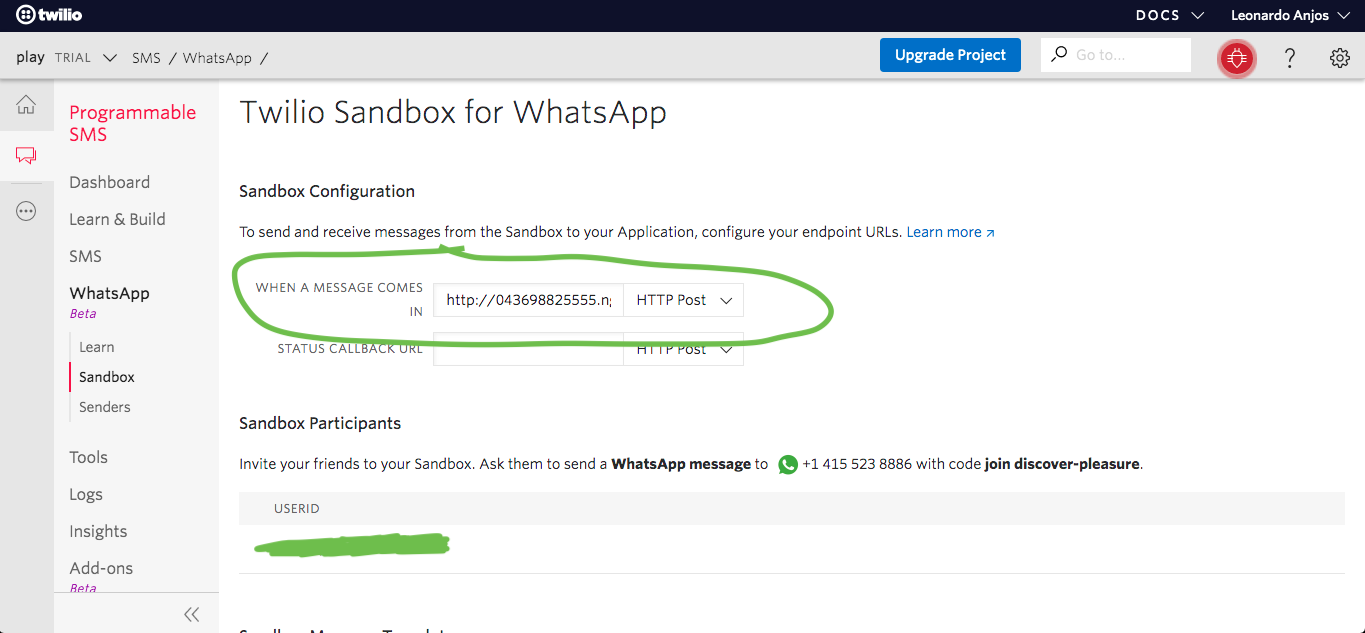 twilio
DOCS
Leonardo Anjos
play TRIAL
SMS / WhatsApp /
Upgrade Project
Go to...
?
Programmable
SMS
Dashboard
Learn & Build
SMS
WhatsApp
Beta
Learn
Sandbox
Senders
Tools
Logs
Insights
Add-ons
Beta
Twilio Sandbox for WhatsApp
Sandbox Configuration
To send and receive messages from the Sandbox to your Application, configure your endpoint URLs. Learn more
WHEN A MESSAGE COMES
IN
http://043698825555.n
HTTP Post
STATUS CALLBACK URL
HTTP Post
Sandbox Participants
Invite your friends to your Sandbox. Ask them to send a WhatsApp message to +1 415 523 8886 with code join discover-pleasure.
USERID